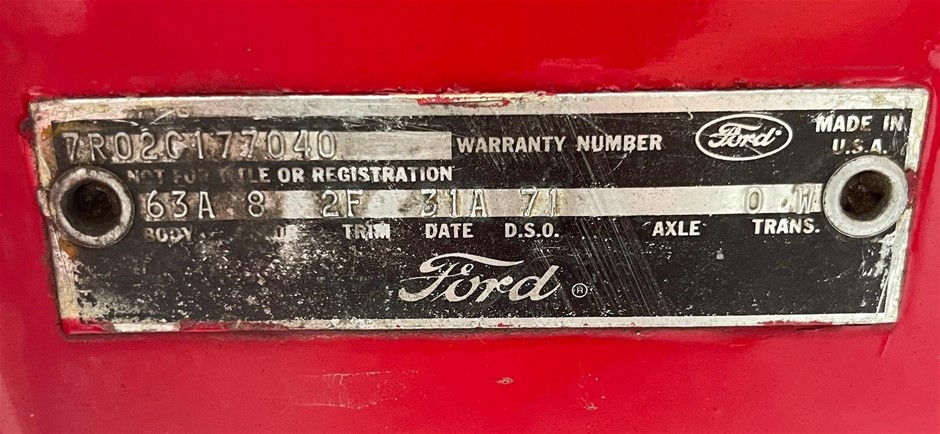 7R02C177040 WARRANTY NUMBER Ford MADE IN U.S.A.
NOT FOR TITLE OR REGISTRATION
63A 8 2F 31A 71 0 W
BODY TRIM DATE D.S.O. AXLE TRANS.
Ford ®